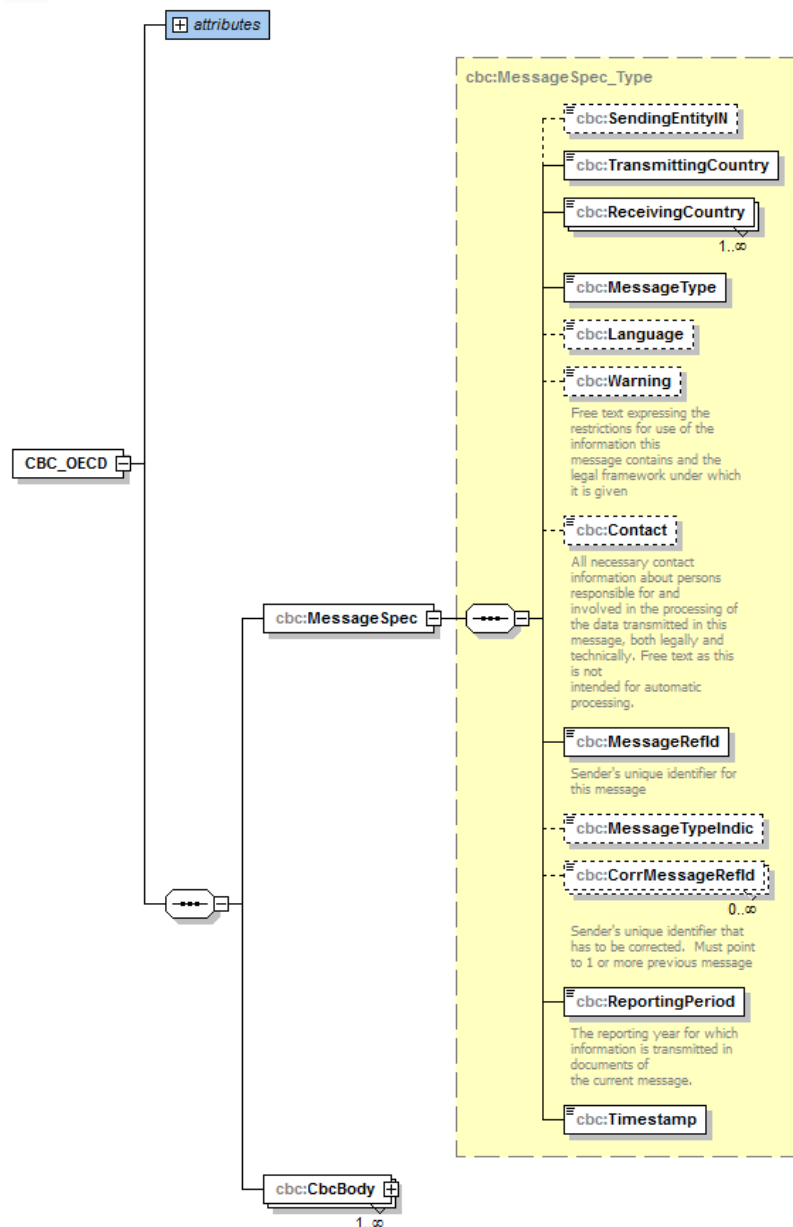 attributes
cbc:MessageSpec_Type
cbc:SendingEntityIN
cbc:TransmittingCountry
cbc:ReceivingCountry
1..∞
cbc:MessageType
cbc:Language
cbc:Warning
Free text expressing the
restrictions for use of the
information this
message contains and the
legal framework under which
it is given
CBC_OECD
cbc:Contact
All necessary contact
information about persons
responsible for and
involved in the processing of
the data transmitted in this
message, both legally and
technically. Free text as this
is not
intended for automatic
processing.
cbc:MessageSpec
cbc:MessageRefId
Sender's unique identifier for
this message
cbc:MessageTypeIndic
cbc:CorrMessageRefId
0..∞
Sender's unique identifier that
has to be corrected.  Must point
to 1 or more previous message
cbc:ReportingPeriod
The reporting year for which
information is transmitted in
documents of
the current message.
cbc:Timestamp
cbc:CbcBody
1..∞